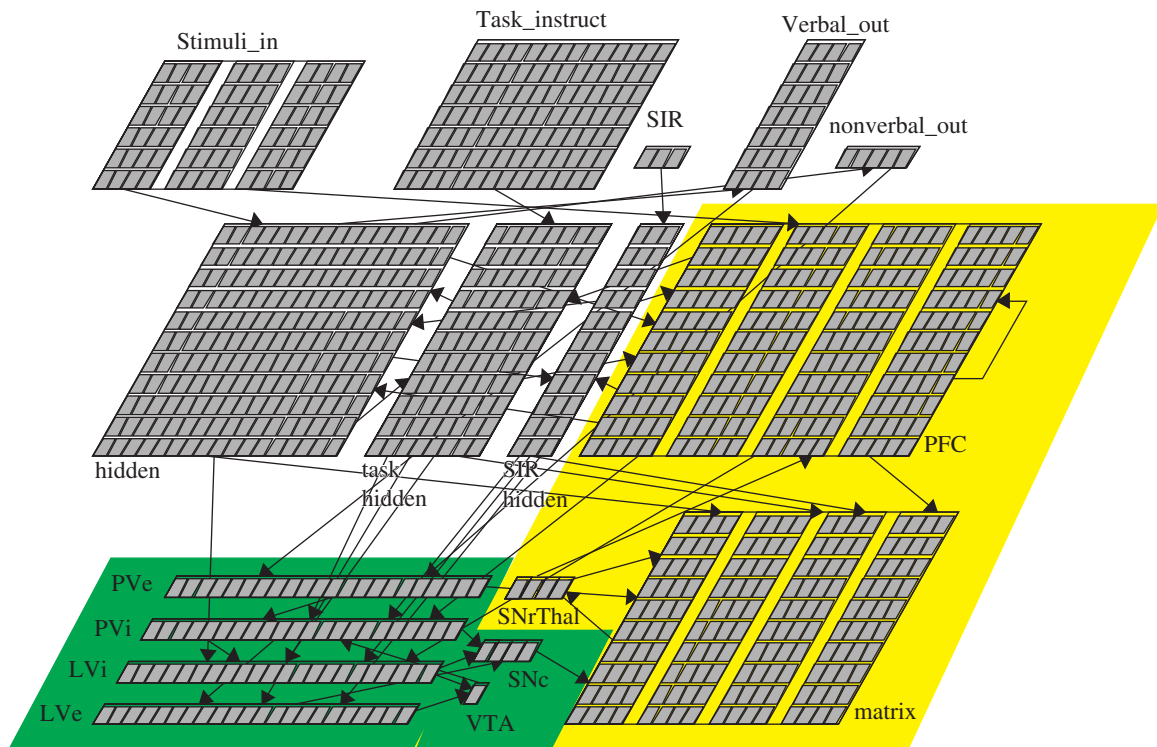 Task_instruct
Verbal_out
Stimuli_in
SIR
nonverbal_out
hidden
task
hidden
SIR
hidden
PFC
PVe
SNrThal
PVi
LVi
SNc
LVe
VTA
matrix